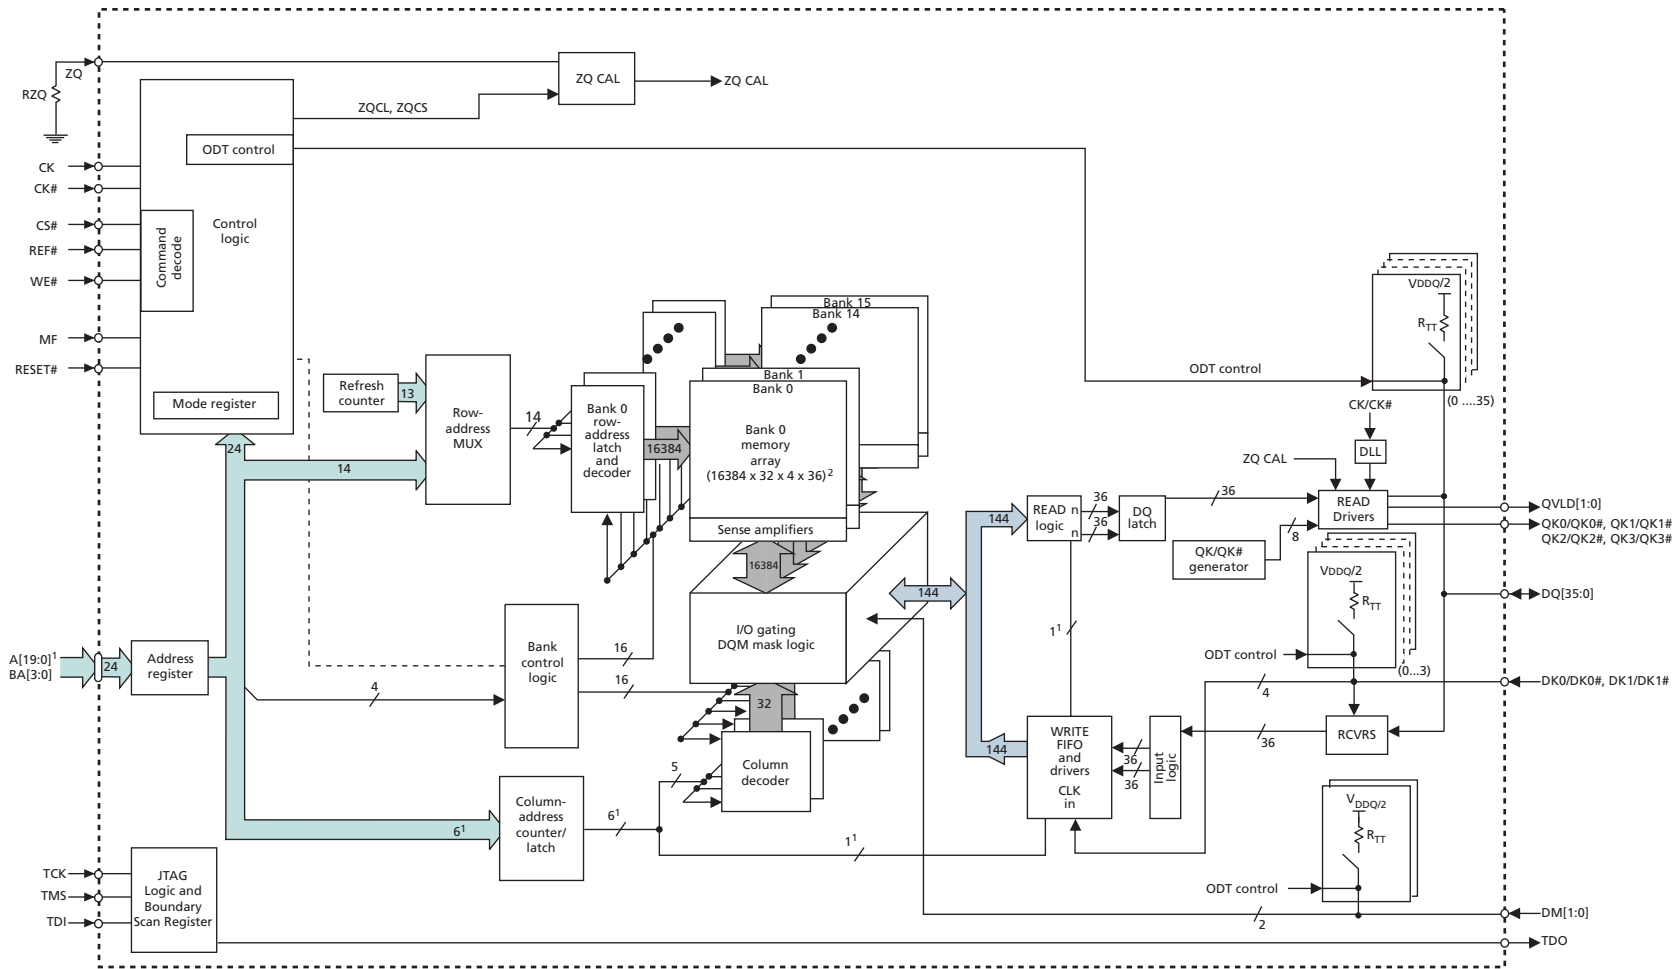 ZQ
RZQ
ZQ CAL
ZQ CAL
ZQCL, ZQCS
ODT control
CK
CK#
CS#
REF#
WE#
MF
RESET#
Command
decode
Control
logic
Mode register
Refresh
counter
13
Row-
address
MUX
14
24
14
Bank 0
row-
address
latch
and
decoder
16384
Bank 15
Bank 14
Bank 1
Bank 0
Bank 0
memory
array
(16384 x 32 x 4 x 36)²
Sense amplifiers
16384
I/O gating
DQM mask logic
32
Column
decoder
5
Bank
control
logic
16
16
4
A[19:0]¹
BA[3:0]
24
Address
register
6¹
Column-
address
counter/
latch
6¹
1¹
TCK
TMS
TDI
JTAG
Logic and
Boundary
Scan Register
144
144
144
READ
logic
n
n
36
36
DQ
latch
36
1¹
WRITE
FIFO
and
drivers
CLK
in
36
36
Input
logic
36
RCVRS
4
2
ODT control
VDDQ/2
RTT
(0 ....35)
CK/CK#
DLL
ZQ CAL
READ
Drivers
QK/QK#
generator
8
VDDQ/2
RTT
ODT control
(0...3)
VDDQ/2
RTT
ODT control
QVLD[1:0]
QK0/QK0#, QK1/QK1#
QK2/QK2#, QK3/QK3#
DQ[35:0]
DK0/DK0#, DK1/DK1#
DM[1:0]
TDO